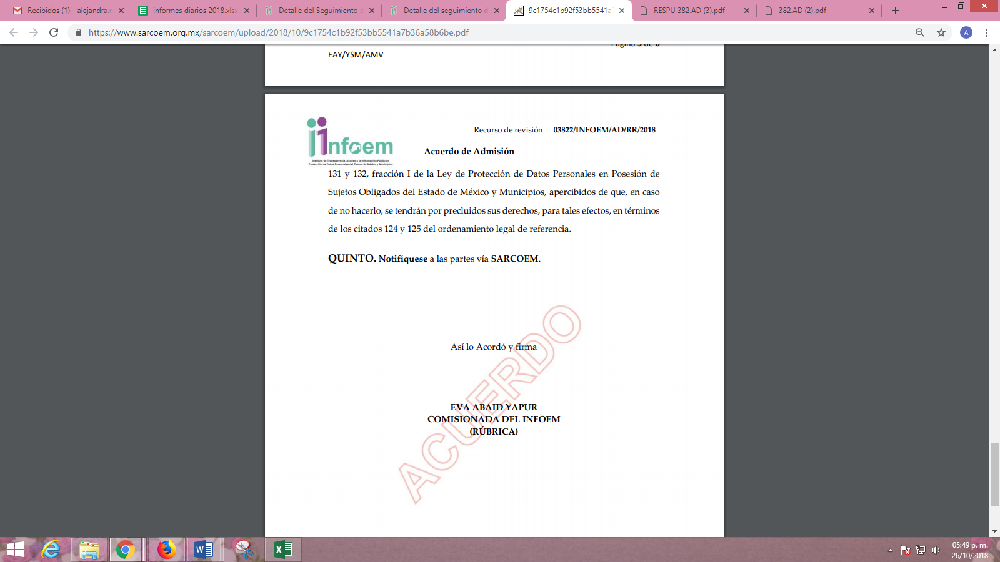 Recibidos (1) - alejandra.r
informes diarios 2018.xlsx
Detalle del Seguimiento d
Detalle del seguimiento d
9c1754c1b92f53bb5541a7
RESPU 382.AD (3).pdf
382.AD (2).pdf
https://www.sarcoem.org.mx/sarcoem/upload/2018/10/9c1754c1b92f53bb5541a7b36a58b6be.pdf
A
Página 5 de 6
EAY/YSM/AMV
infoem
Instituto de Transparencia, Acceso a la Información Pública y
Protección de Datos Personales del Estado de México y Municipios
Recurso de revisión 03822/INFOEM/AD/RR/2018
Acuerdo de Admisión
131 y 132, fracción I de la Ley de Protección de Datos Personales en Posesión de
Sujetos Obligados del Estado de México y Municipios, apercibidos de que, en caso
de no hacerlo, se tendrán por precluidos sus derechos, para tales efectos, en términos
de los citados 124 y 125 del ordenamiento legal de referencia.
QUINTO. Notifíquese a las partes vía SARCOEM.
Así lo Acordó y firma
ACUERDO
EVA ABAID YAPUR
COMISIONADA DEL INFOEM
(RÚBRICA)
05:49 p. m.
26/10/2018